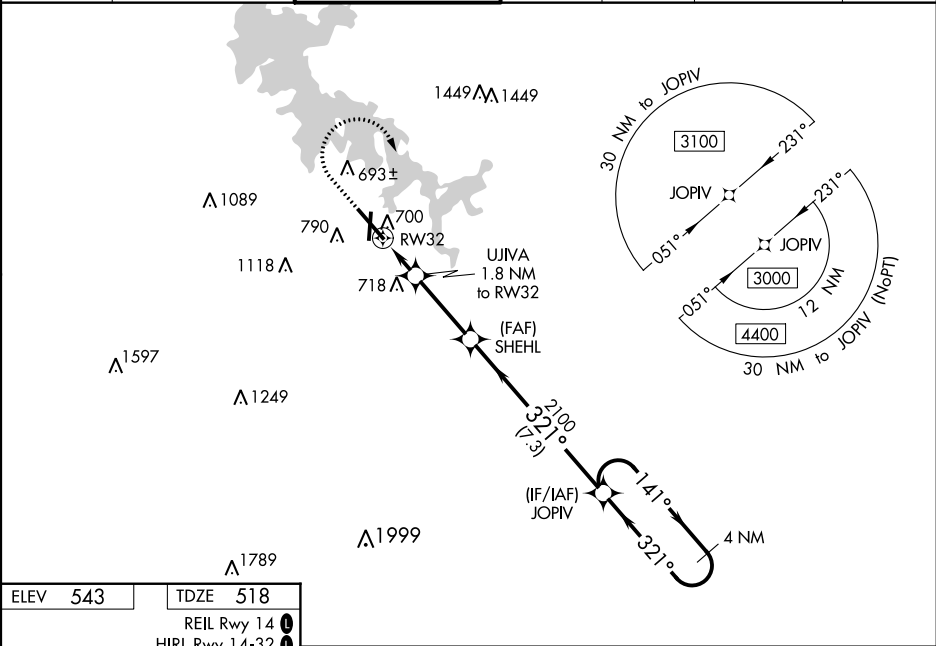 1449 1449
30 NM to JOPIV
3100
231°
JOPIV
051°
231°
JOPIV
3000
051°
12 NM
4400
30 NM to JOPIV (NoPT)
693±
1089
700
790
RW32
1118
718
UJIVA
1.8 NM
to RW32
(FAF)
SHEHL
1597
1249
2100
321°
(7.3)
(IF/IAF)
JOPIV
141°
4 NM
321°
1999
1789
ELEV 543
TDZE 518
REIL Rwy 14 L
HIRL Rwy 14-32 L